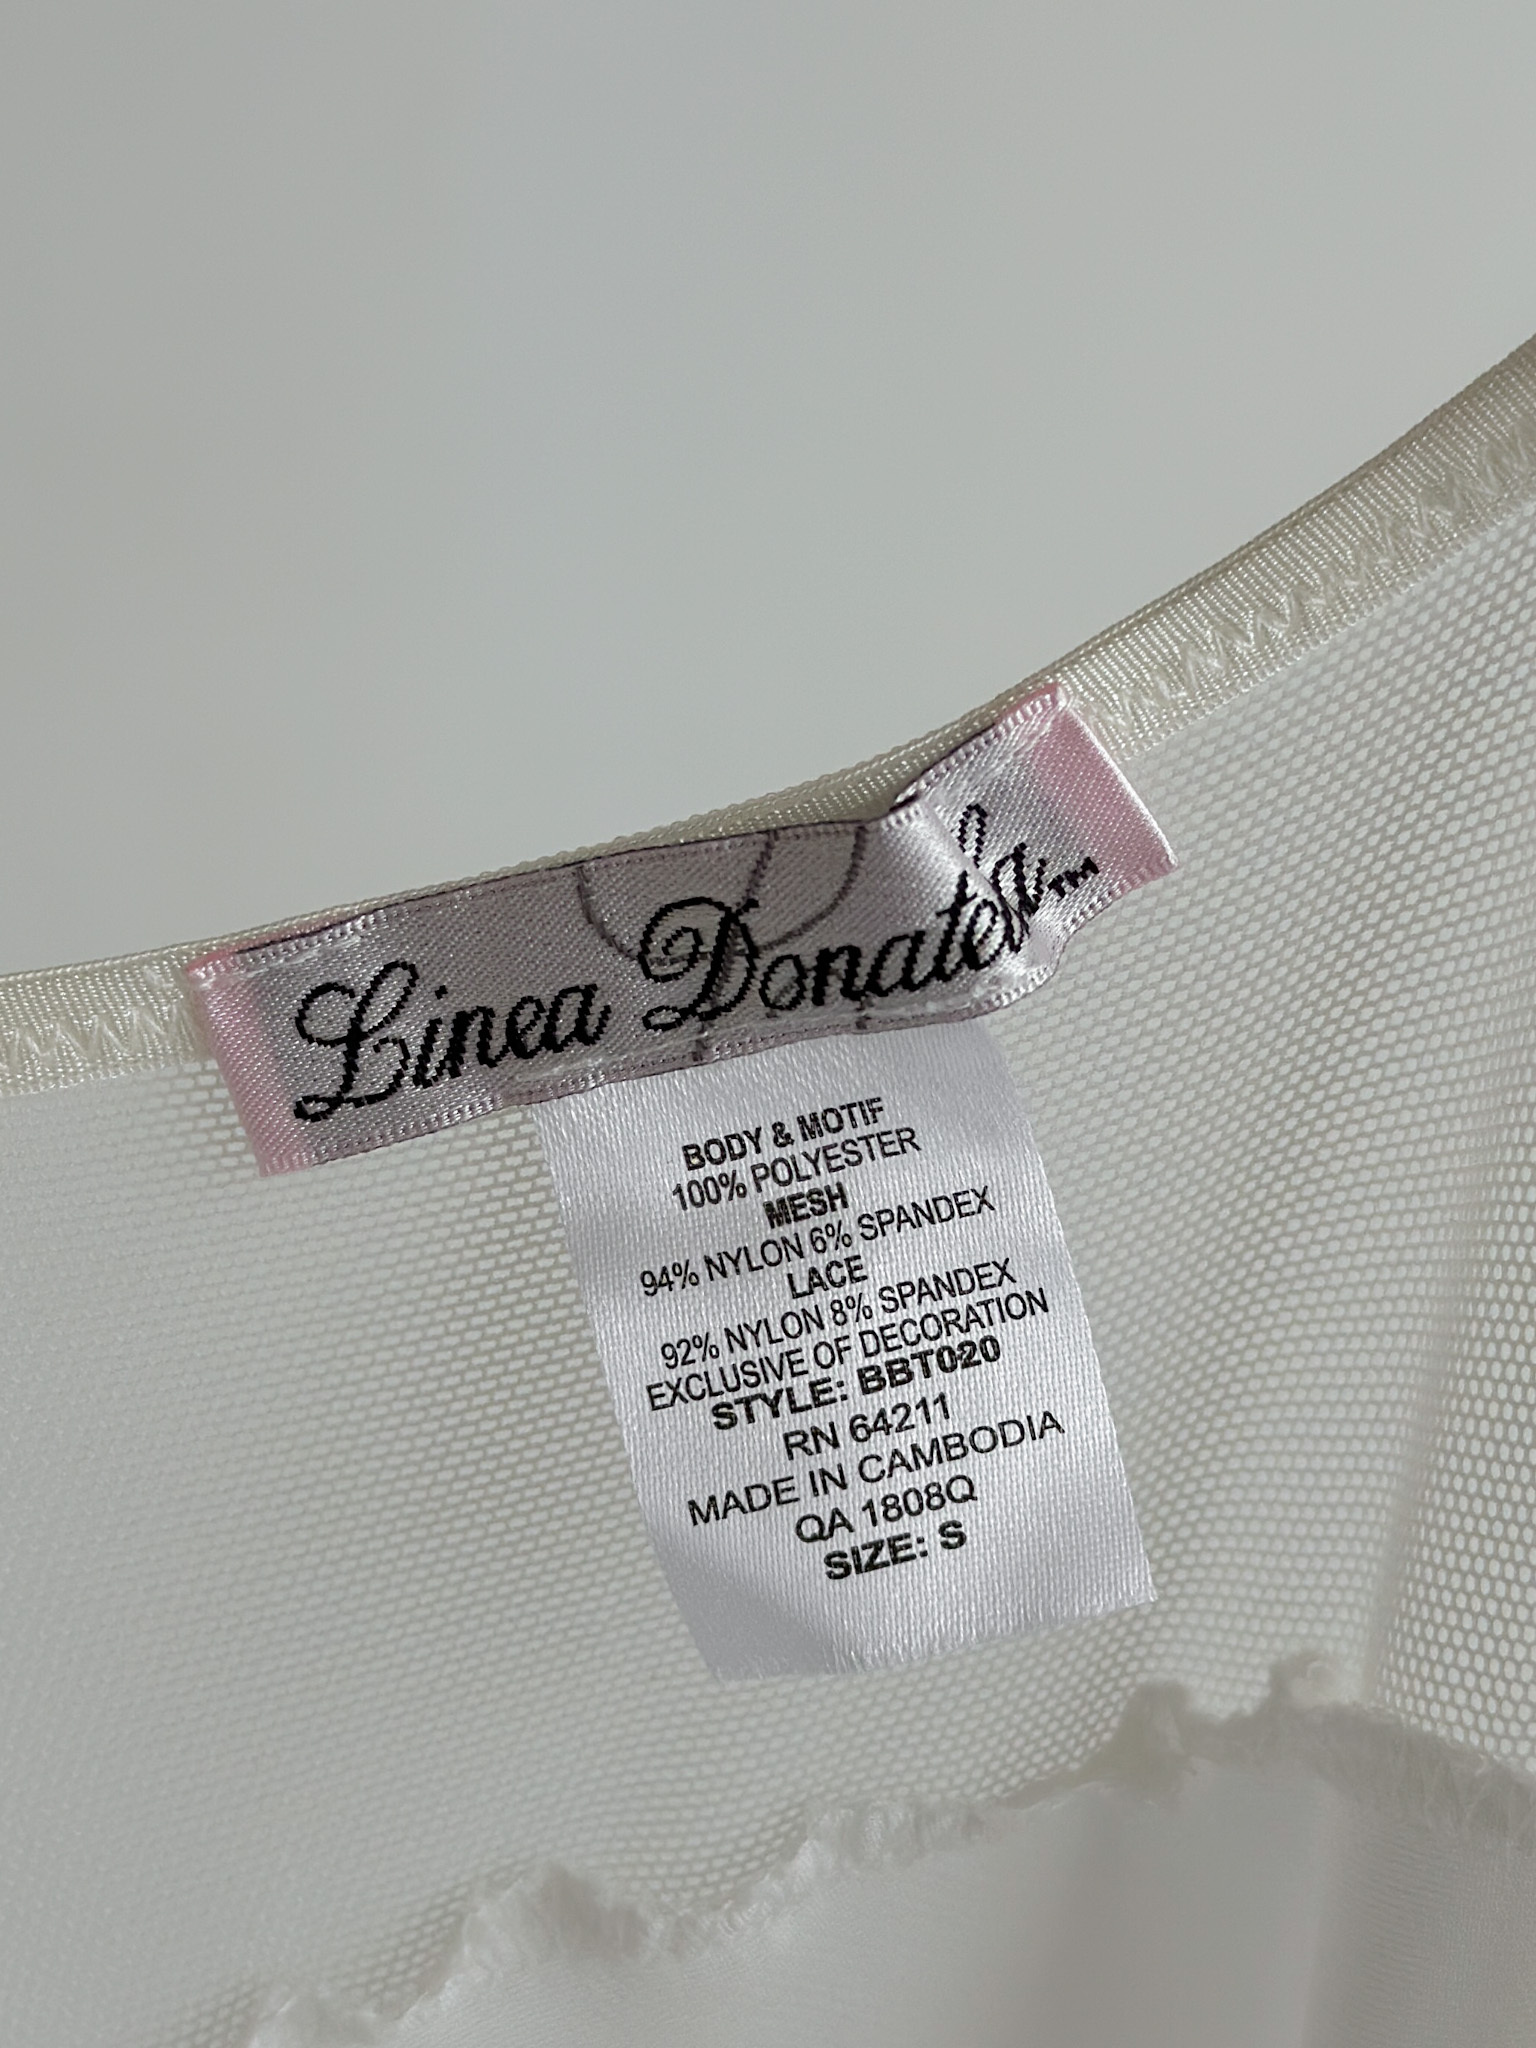 Linea Donatella™
BODY & MOTIF
100% POLYESTER
MESH
94% NYLON 6% SPANDEX
LACE
92% NYLON 8% SPANDEX
EXCLUSIVE OF DECORATION
STYLE: BBT020
RN 64211
MADE IN CAMBODIA
QA 1808Q
SIZE: S